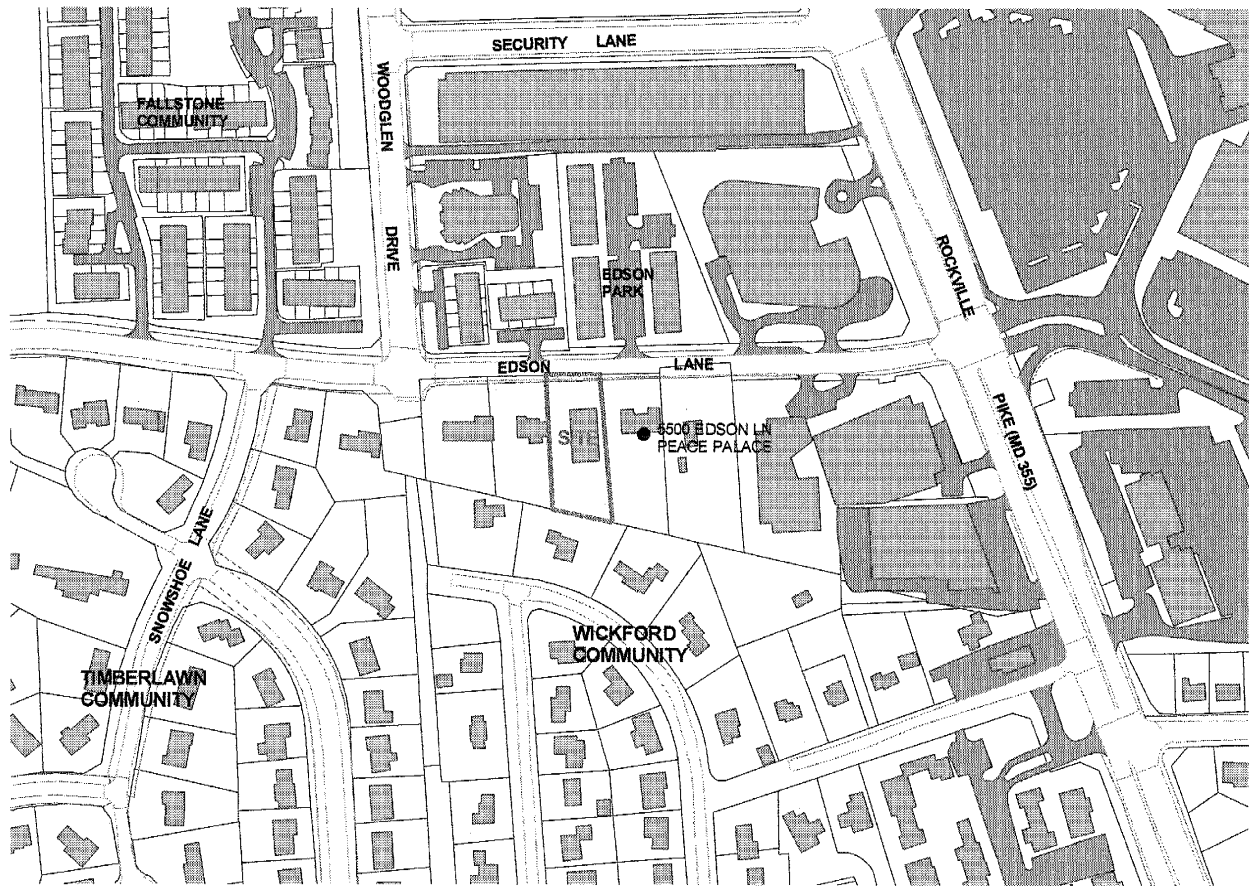 SECURITY LANE
WOODGLEN
DRIVE
FALLSTONE
COMMUNITY
EDSON
PARK
ROCKVILLE
PIKE (MD 355)
EDSON LANE
SITE
5500 EDSON LN
PEACE PALACE
SNOWSHOE LANE
WICKFORD
COMMUNITY
TIMBERLAWN
COMMUNITY